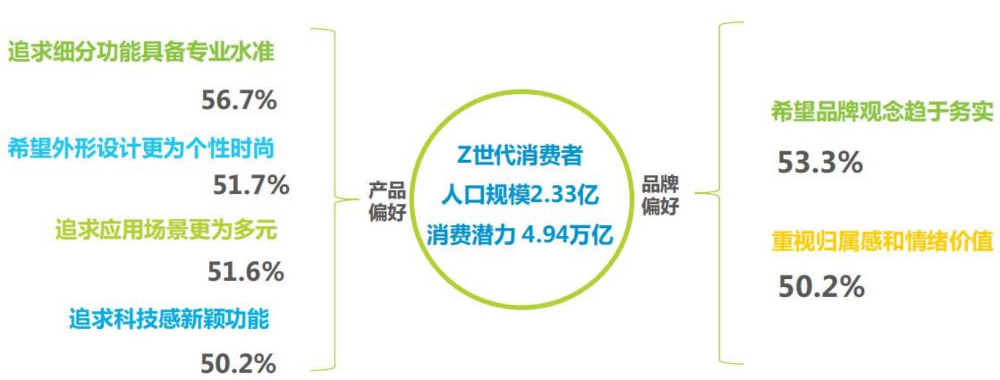 追求细分功能具备专业水准
56.7%
希望外形设计更为个性时尚
51.7%
追求应用场景更为多元
51.6%
追求科技感新颖功能
50.2%
产品
偏好
Z世代消费者
人口规模2.33亿
消费潜力 4.94万亿
品牌
偏好
希望品牌观念趋于务实
53.3%
重视归属感和情绪价值
50.2%